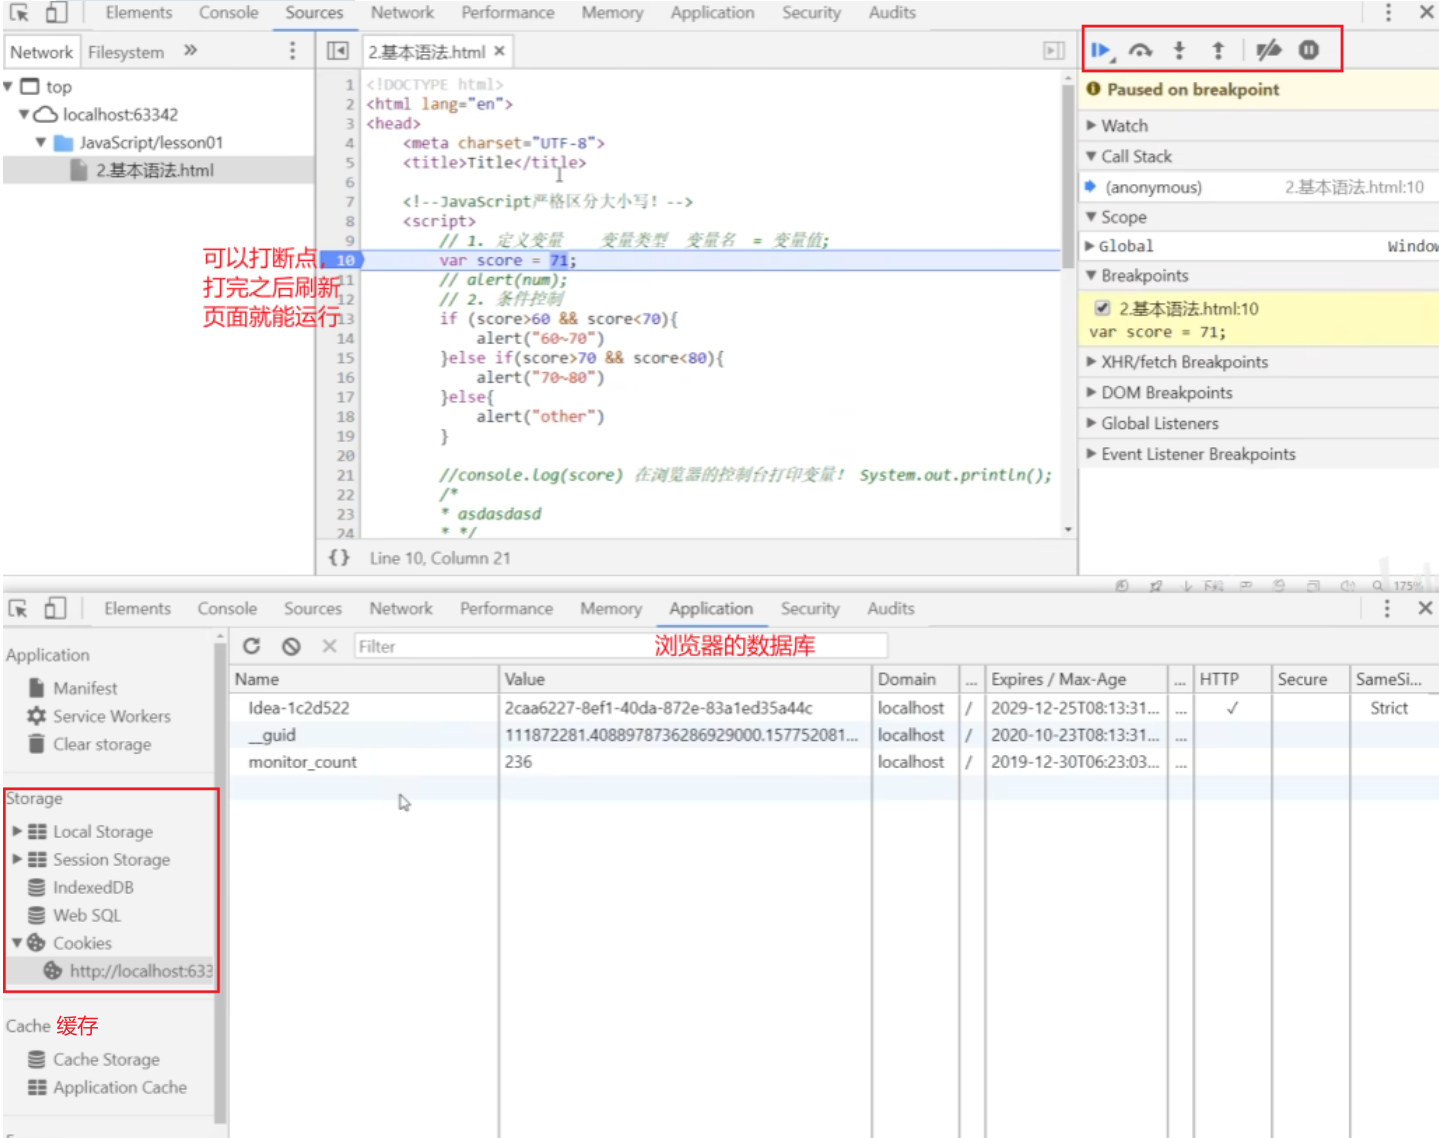 Elements Console Sources Network Performance Memory Application Security Audits
Network Filesystem » 2.基本语法.html ×
Paused on breakpoint
top
localhost:63342
JavaScript/lesson01
2.基本语法.html
1 <!DOCTYPE html>
2 <html lang="en">
3 <head>
4 <meta charset="UTF-8">
5 <title>Title</title>
6
7 <!--JavaScript严格区分大小写! -->
8 <script>
9 // 1. 定义变量 变量类型 变量名 = 变量值;
10 var score = 71;
11 // alert(num);
12 // 2. 条件控制
13 if (score>60 && score<70){
14 alert("60~70")
15 }else if(score>70 && score<80){
16 alert("70~80")
17 }else{
18 alert("other")
19 }
20
21 //console.log(score) 在浏览器的控制台打印变量! System.out.println();
22 /*
23 * asdasdasd
24 * */
可以打断点,
打完之后刷新
页面就能运行
{} Line 10, Column 21
Watch
Call Stack
(anonymous) 2.基本语法.html:10
Scope
Global Window
Breakpoints
2.基本语法.html:10
var score = 71;
XHR/fetch Breakpoints
DOM Breakpoints
Global Listeners
Event Listener Breakpoints
175%
Elements Console Sources Network Performance Memory Application Security Audits
Application
Manifest
Service Workers
Clear storage
Storage
Local Storage
Session Storage
IndexedDB
Web SQL
Cookies
http://localhost:633
Cache 缓存
Cache Storage
Application Cache
Filter 浏览器的数据库
Name Value Domain ... Expires / Max-Age ... HTTP Secure SameSi...
Idea-1c2d522 2caa6227-8ef1-40da-872e-83a1ed35a44c localhost / 2029-12-25T08:13:31... ... ✓ Strict
__guid 111872281.4088978736286929000.157752081... localhost / 2020-10-23T08:13:31... ...
monitor_count 236 localhost / 2019-12-30T06:23:03... ...